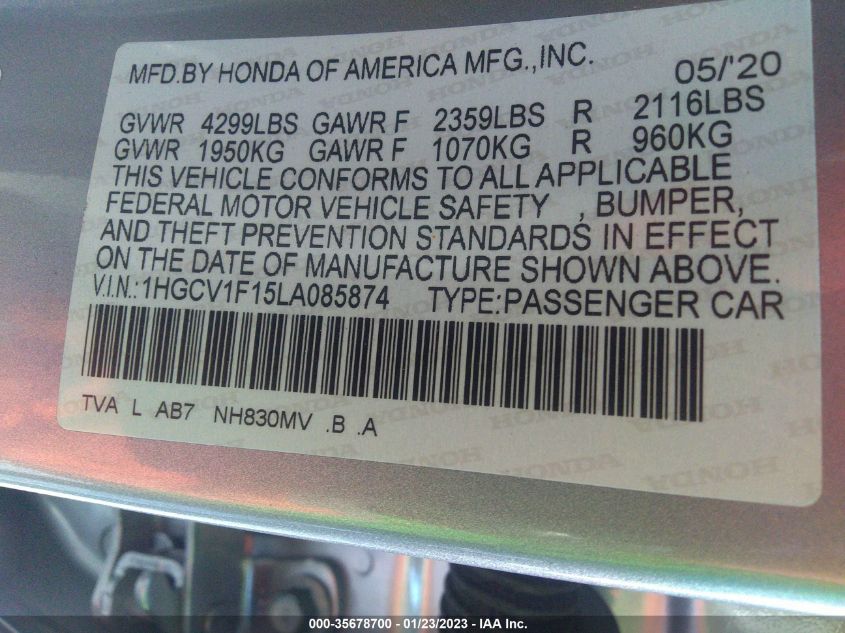 MFD.BY HONDA OF AMERICA MFG.,INC. 05/'20
GVWR 4299LBS GAWR F 2359LBS R 2116LBS
GVWR 1950KG GAWR F 1070KG R 960KG
THIS VEHICLE CONFORMS TO ALL APPLICABLE
FEDERAL MOTOR VEHICLE SAFETY , BUMPER,
AND THEFT PREVENTION STANDARDS IN EFFECT
ON THE DATE OF MANUFACTURE SHOWN ABOVE.
V.I.N.:1HGCV1F15LA085874 TYPE:PASSENGER CAR
TVA L AB7 NH830MV .B .A
000-35678700 - 01/23/2023 - IAA Inc.